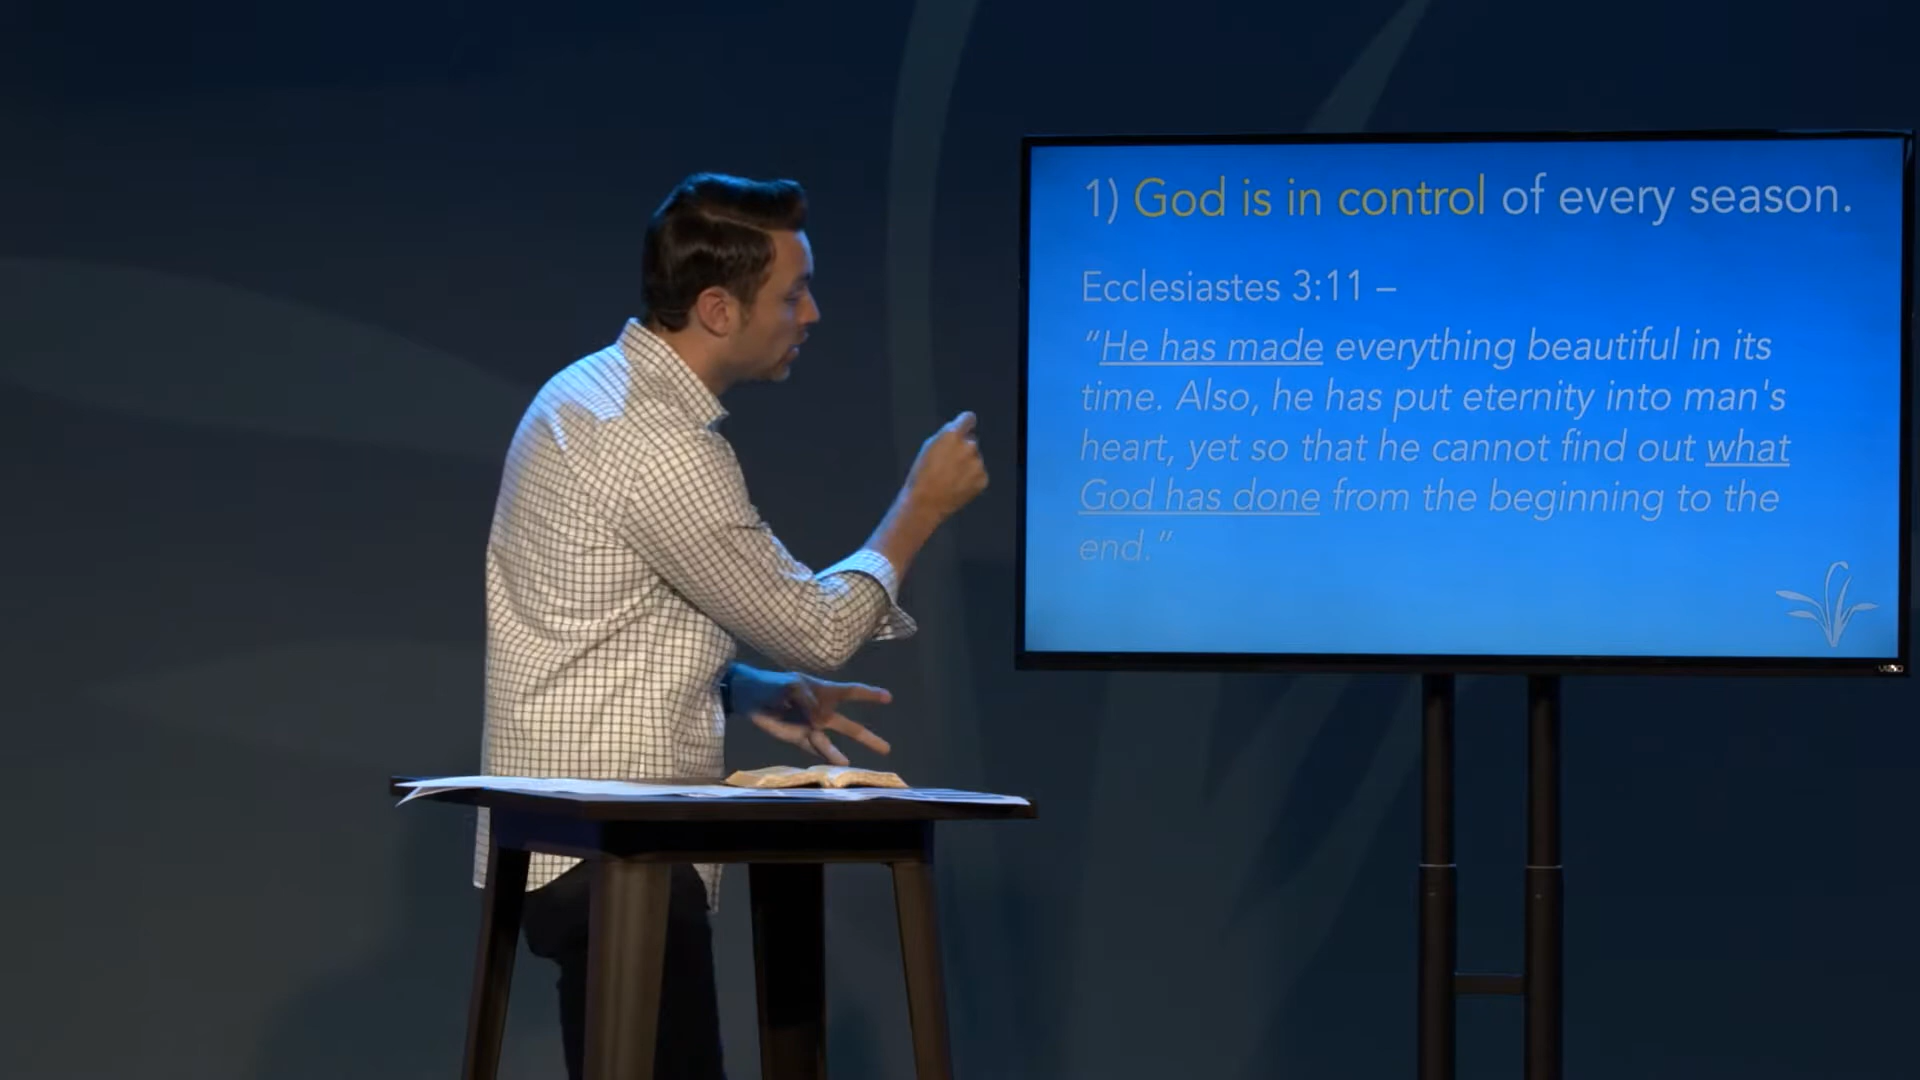 1) God is in control of every season.
Ecclesiastes 3:11 –
“He has made everything beautiful in its
time. Also, he has put eternity into man's
heart, yet so that he cannot find out what
God has done from the beginning to the
end.”
VIZIO